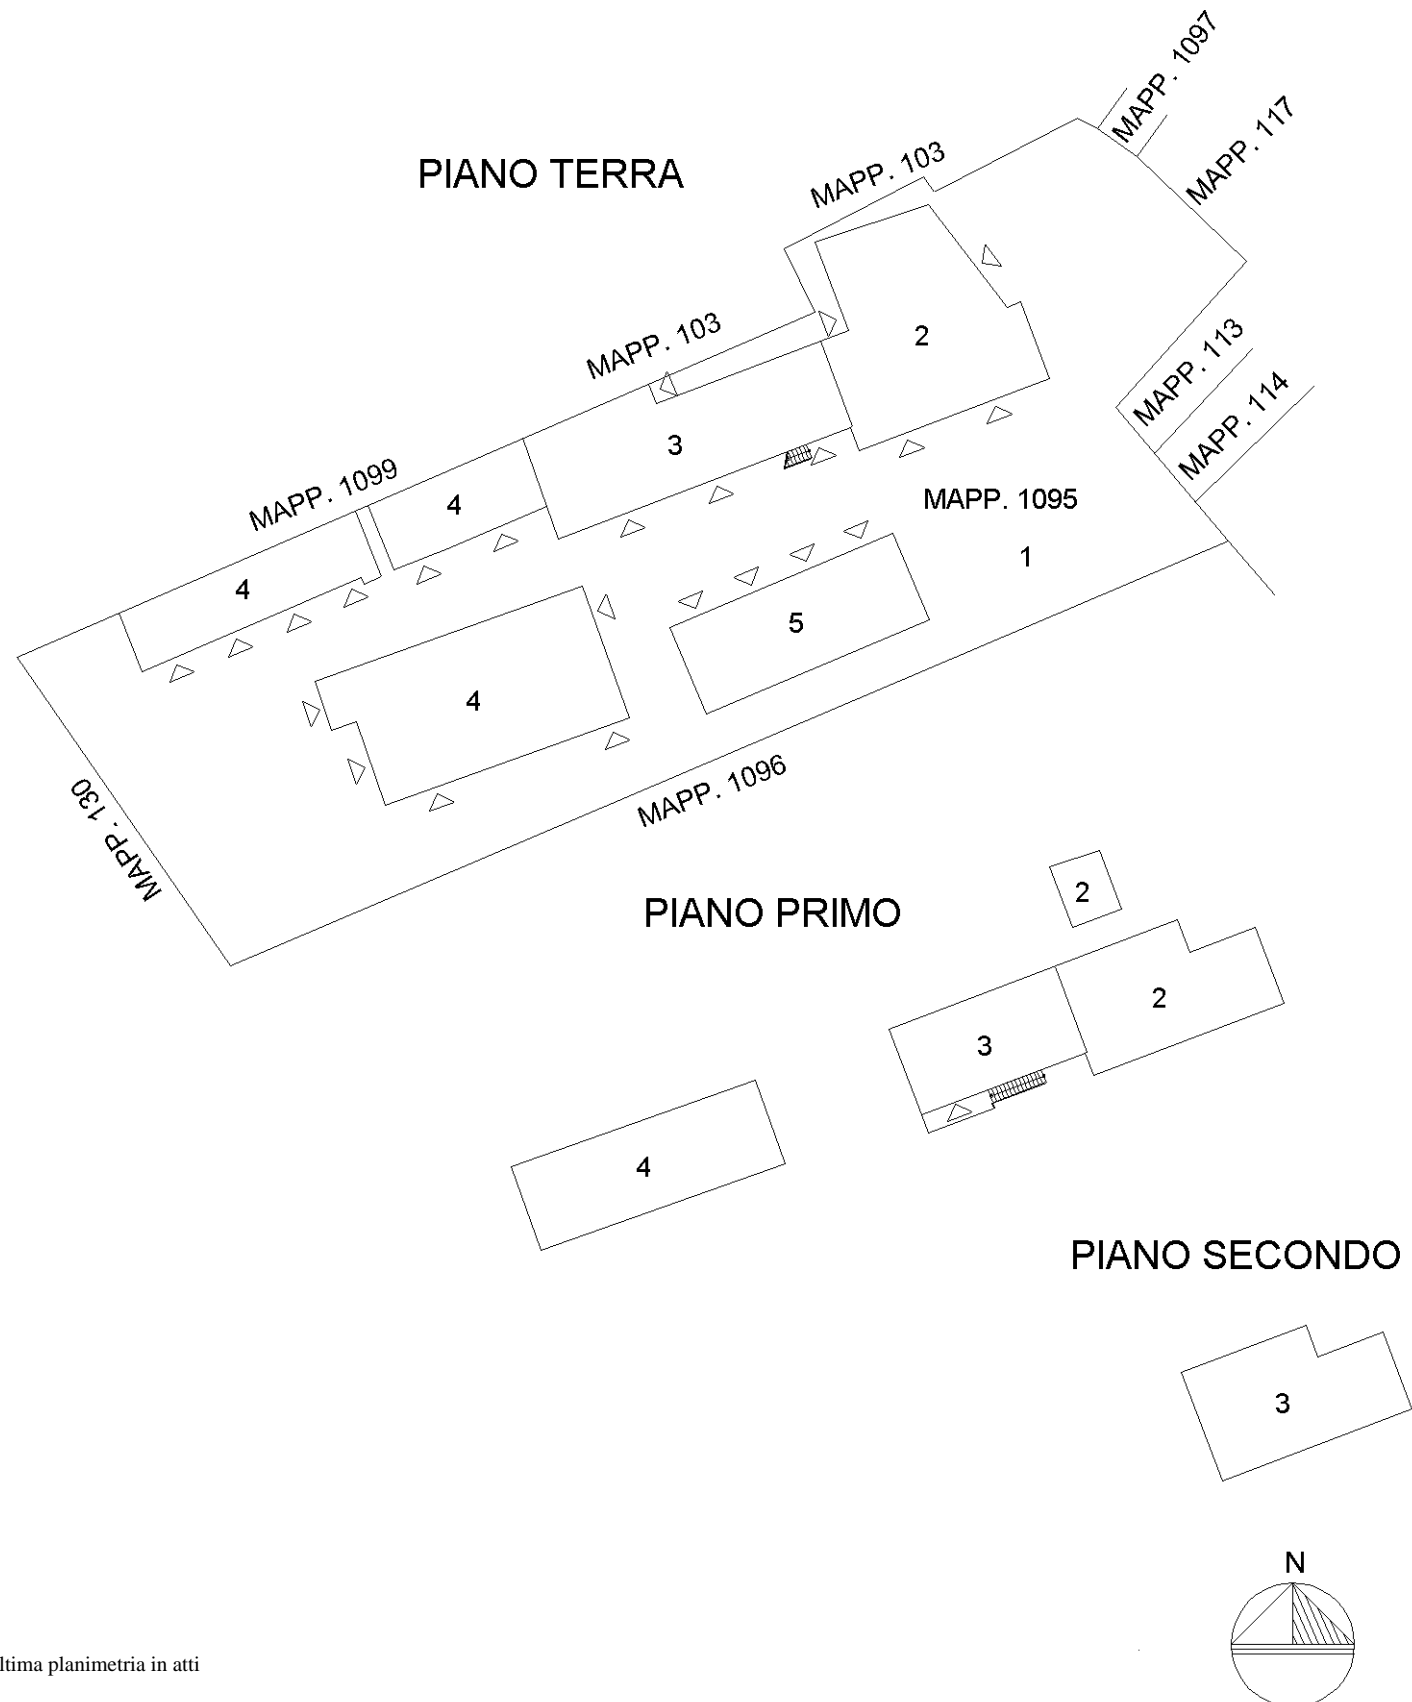 MAPP. 1097
MAPP. 117
MAPP. 103
PIANO TERRA
MAPP. 103
2
MAPP. 113
MAPP. 114
3
MAPP. 1099
4
MAPP. 1095
1
4
5
4
MAPP. 1096
MAPP. 130
PIANO PRIMO
2
2
3
4
PIANO SECONDO
3
N
ltima planimetria in atti